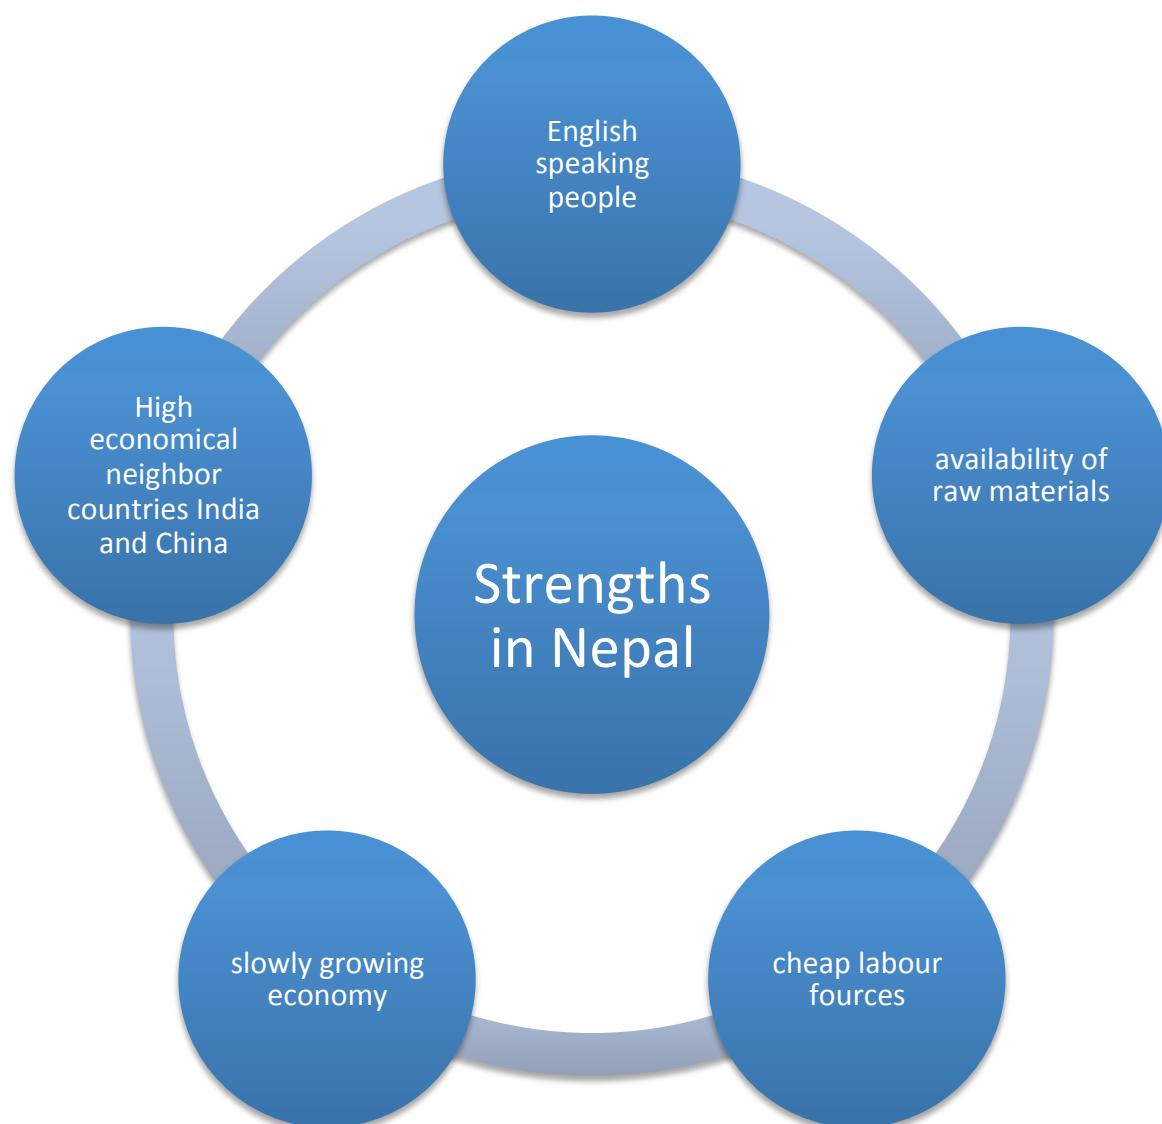 English
speaking
people
availability of
raw materials
cheap labour
fources
slowly growing
economy
High
economical
neighbor
countries India
and China
Strengths
in Nepal